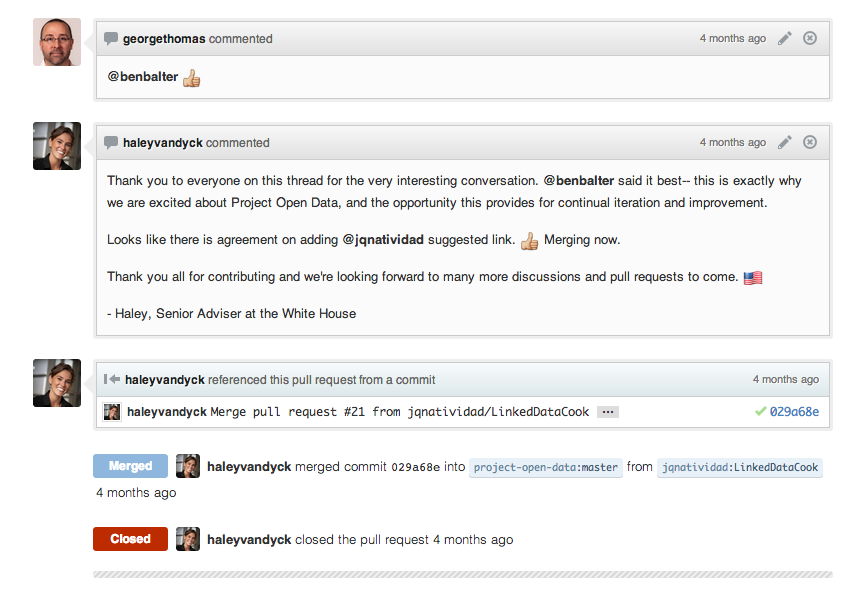 georgethomas commented 4 months ago
@benbalter 👍
haleyvandyck commented 4 months ago
Thank you to everyone on this thread for the very interesting conversation. @benbalter said it best-- this is exactly why
we are excited about Project Open Data, and the opportunity this provides for continual iteration and improvement.
Looks like there is agreement on adding @jqnatividad suggested link. 👍 Merging now.
Thank you all for contributing and we're looking forward to many more discussions and pull requests to come. 🇺🇸
- Haley, Senior Adviser at the White House
haleyvandyck referenced this pull request from a commit 4 months ago
haleyvandyck Merge pull request #21 from jqnatividad/LinkedDataCook ... 029a68e
Merged haleyvandyck merged commit 029a68e into project-open-data:master from jqnatividad:LinkedDataCook
4 months ago
Closed haleyvandyck closed the pull request 4 months ago